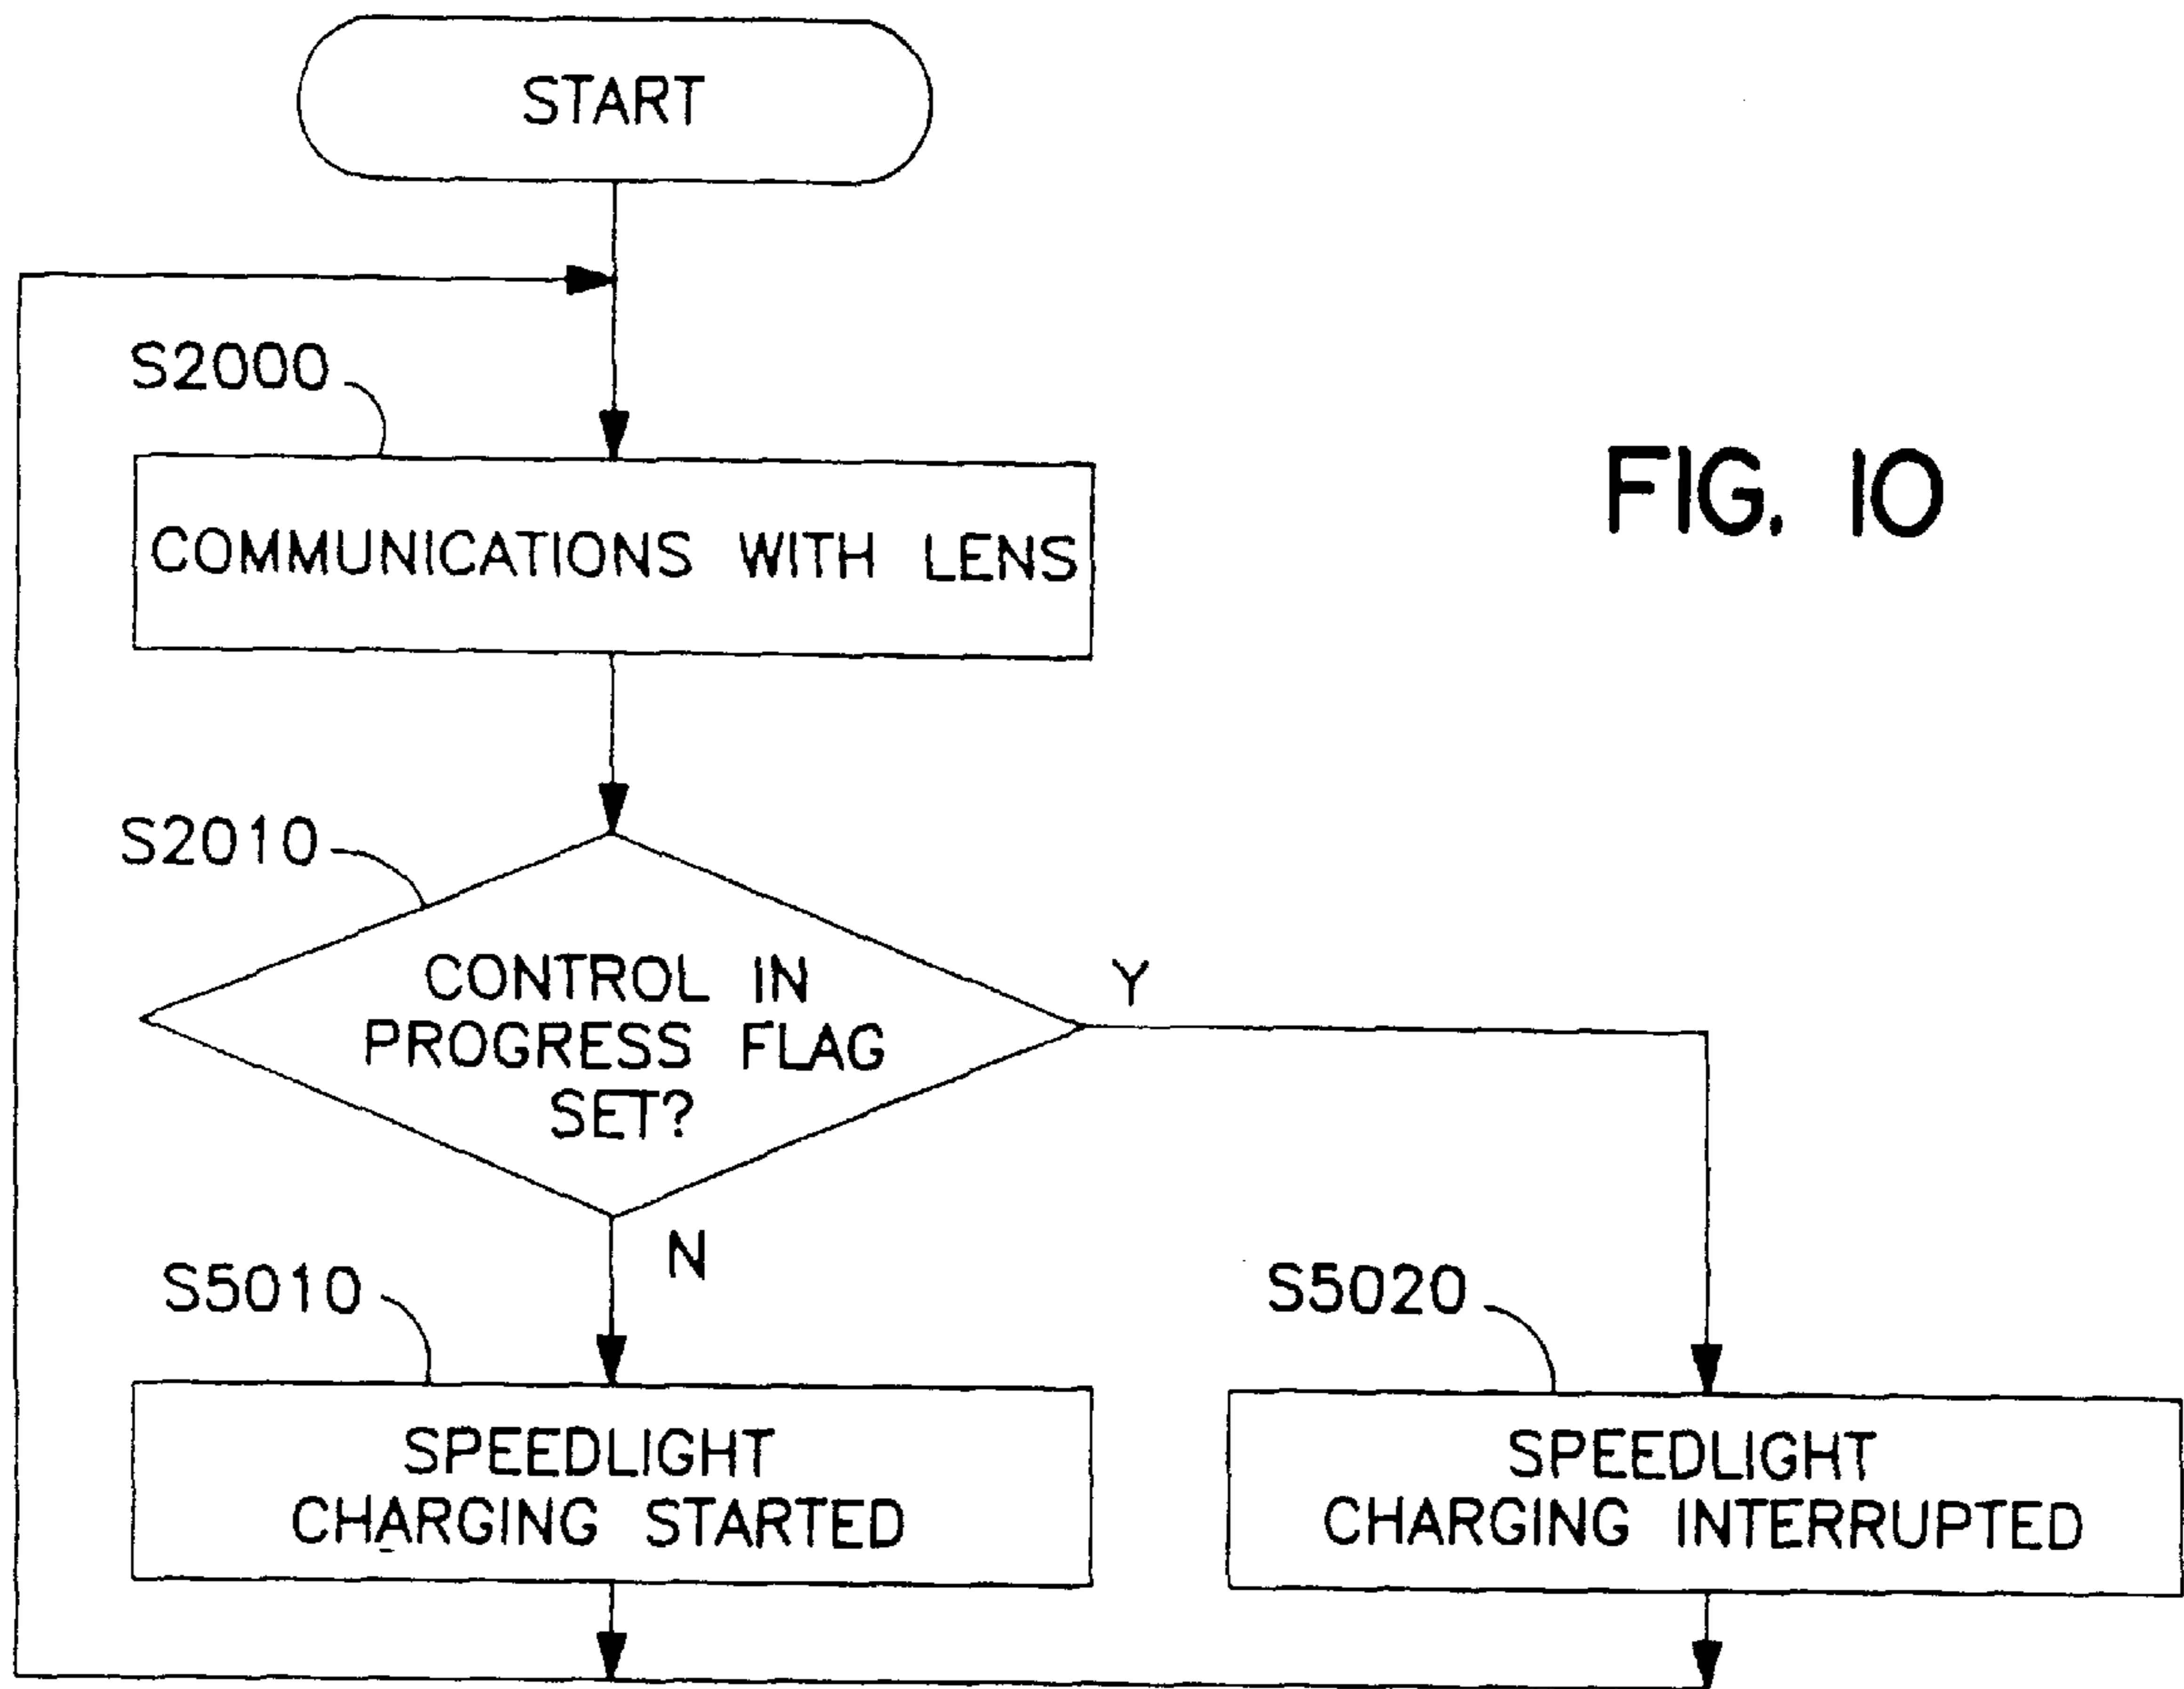 START
S2000
COMMUNICATIONS WITH LENS
FIG. 10
S2010
CONTROL IN
PROGRESS FLAG
SET?
Y
N
S5010
SPEEDLIGHT
CHARGING STARTED
S5020
SPEEDLIGHT
CHARGING INTERRUPTED